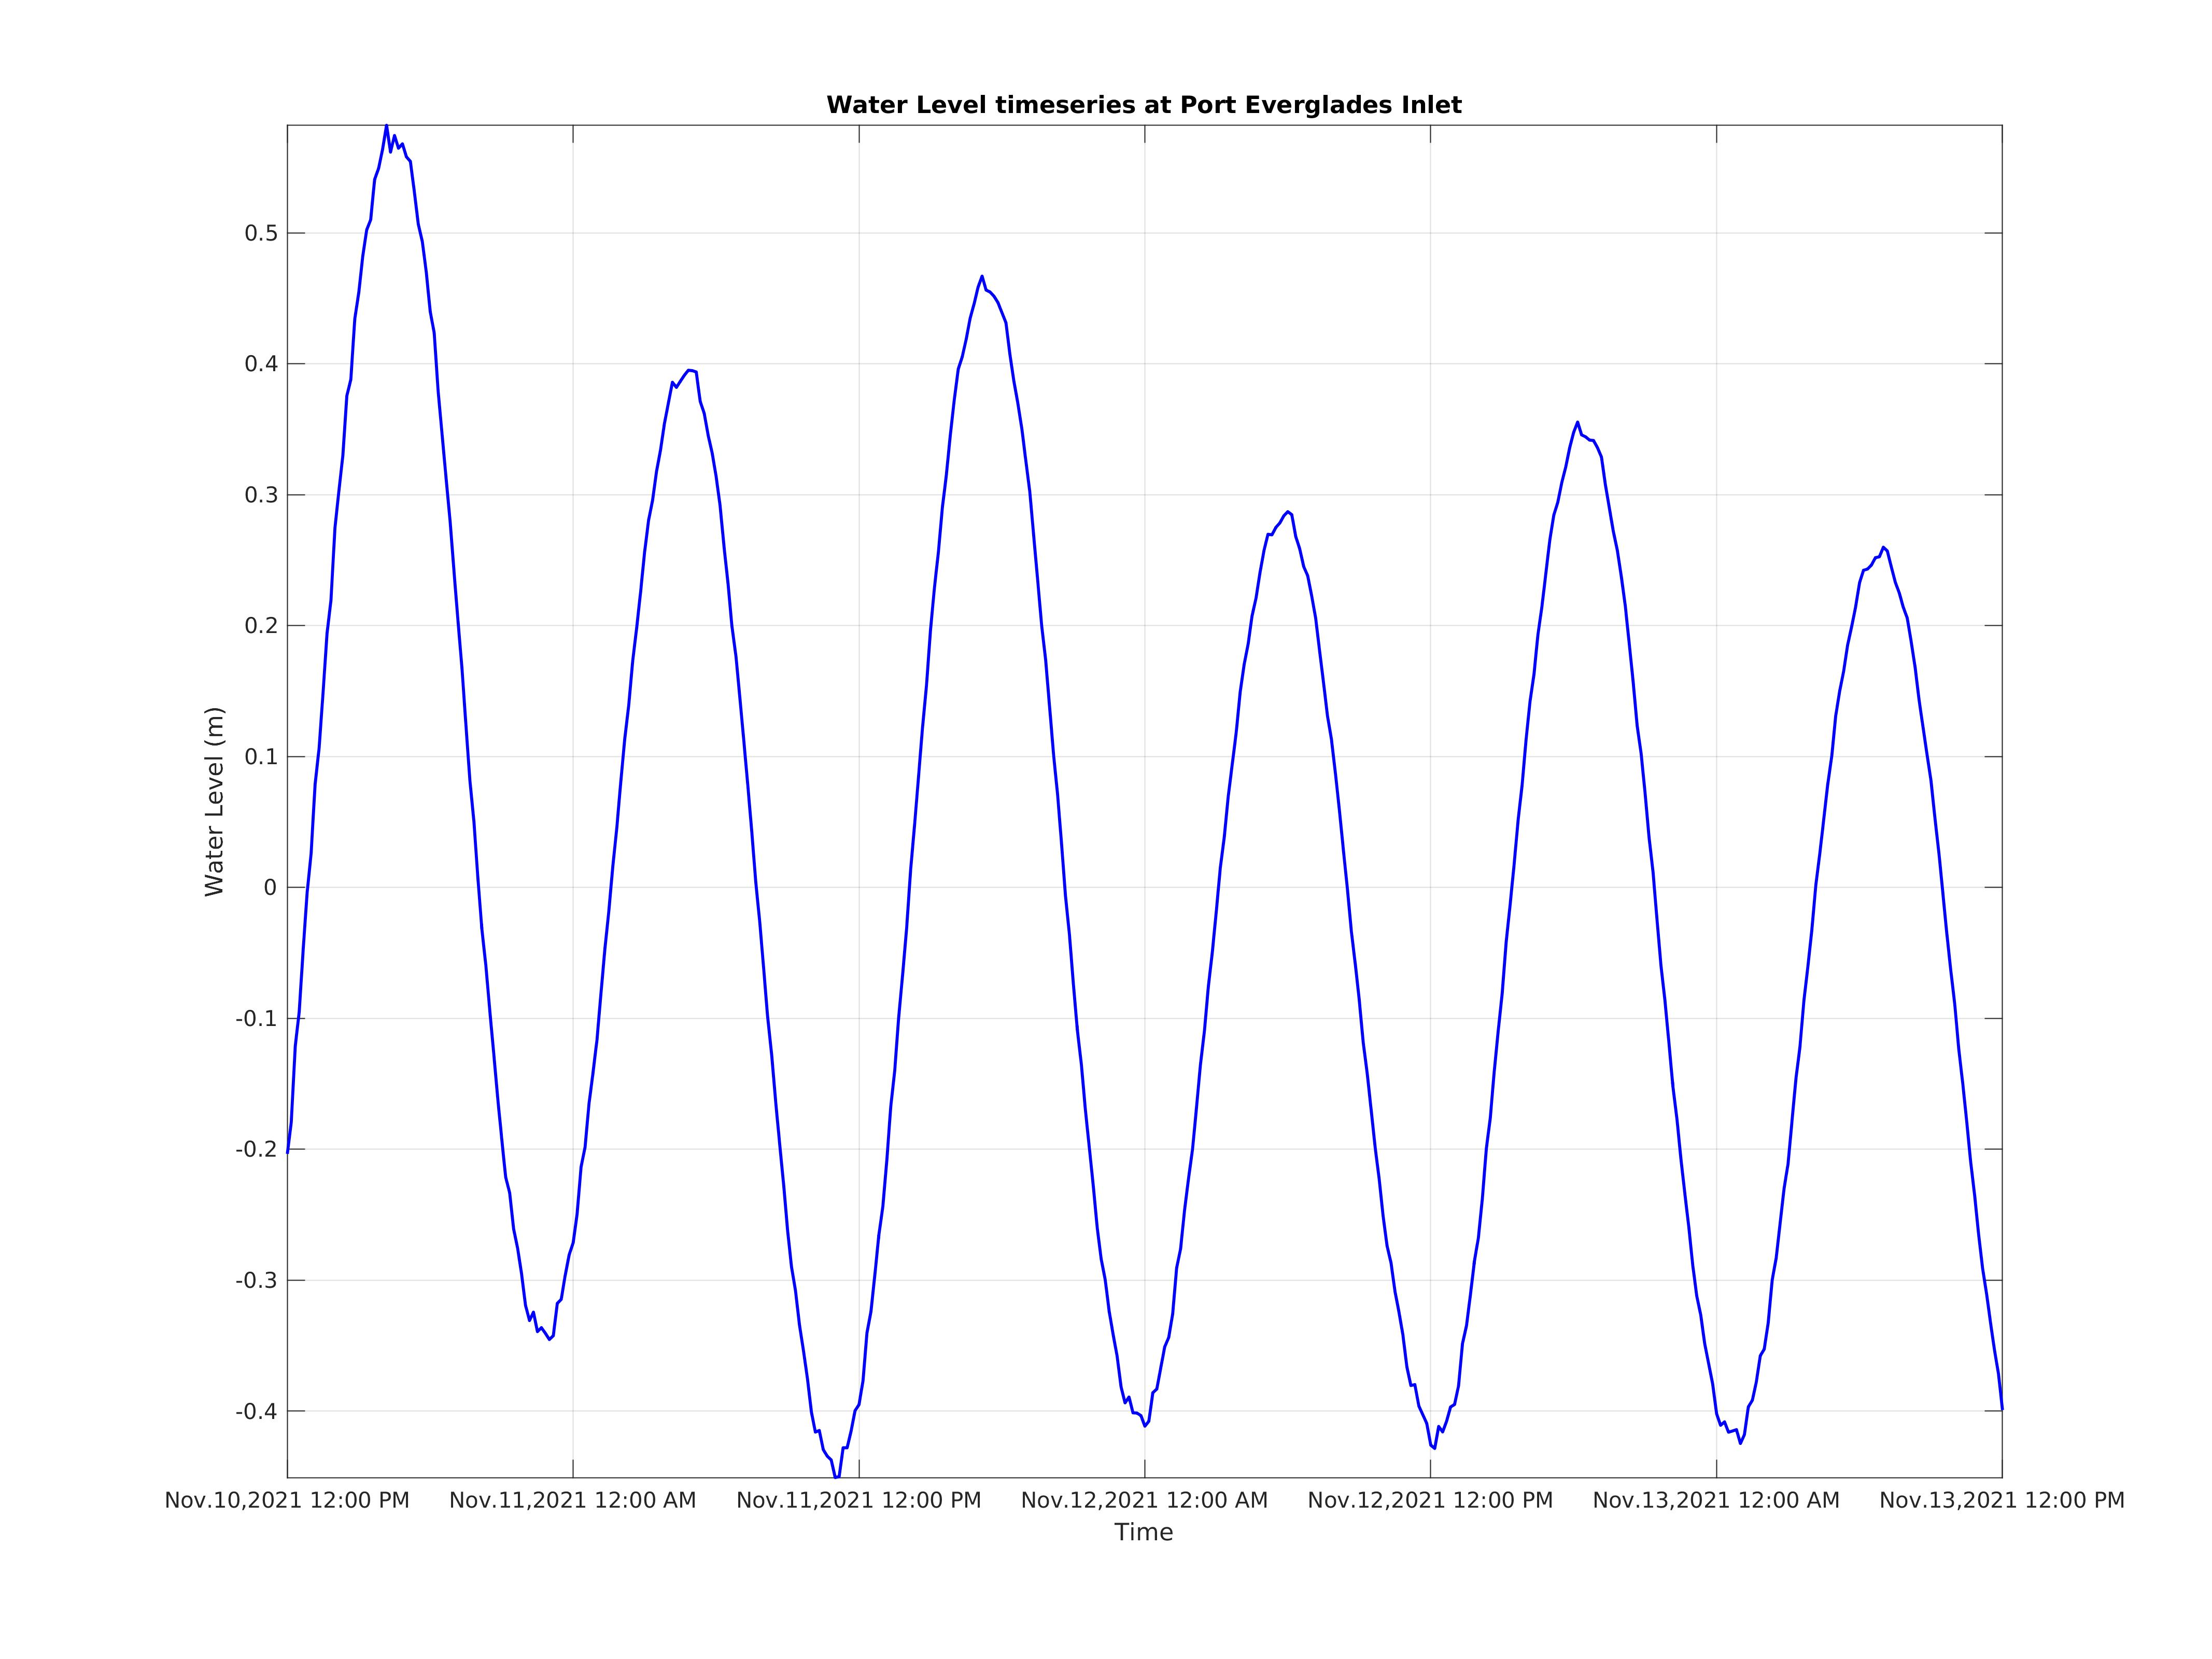 Water Level timeseries at Port Everglades Inlet
0.5
0.4
0.3
0.2
0.1
0
-0.1
-0.2
-0.3
-0.4
Water Level (m)
Nov.10,2021 12:00 PM Nov.11,2021 12:00 AM Nov.11,2021 12:00 PM Nov.12,2021 12:00 AM Nov.12,2021 12:00 PM Nov.13,2021 12:00 AM Nov.13,2021 12:00 PM
Time